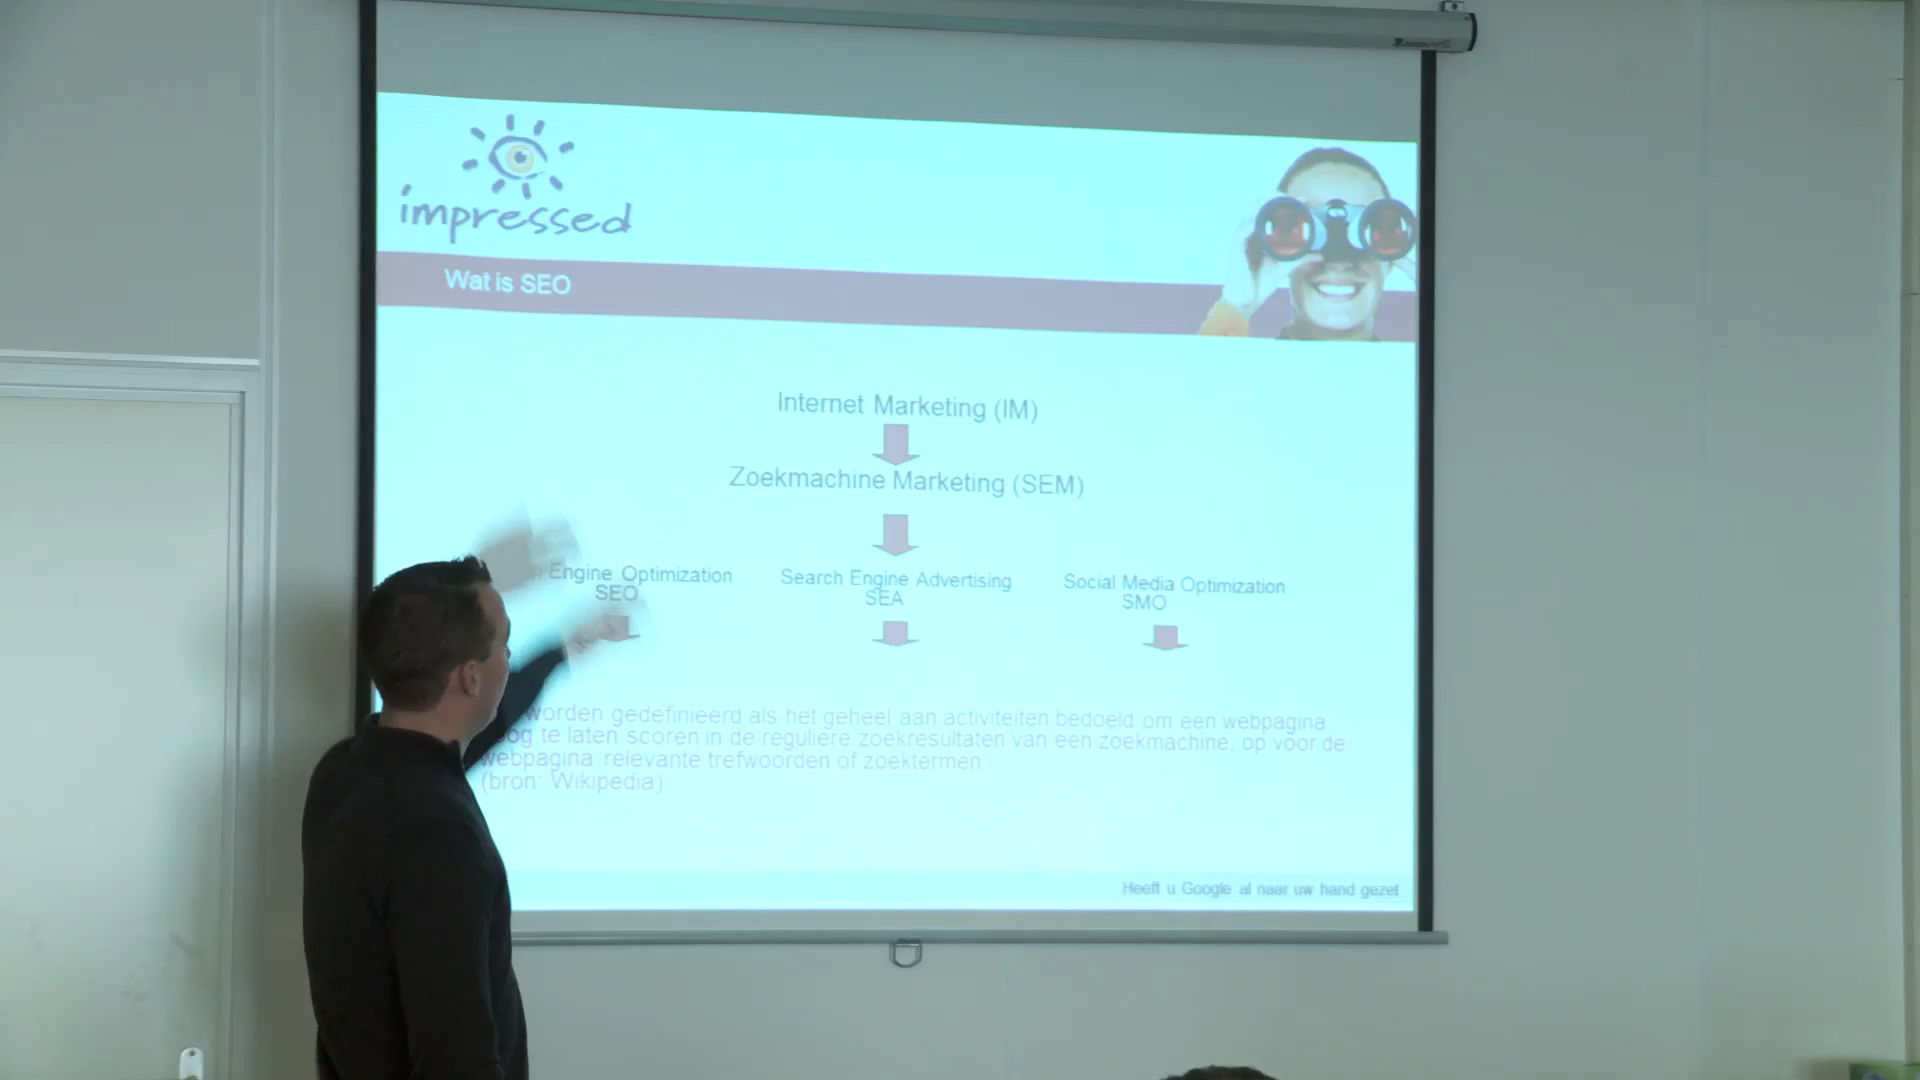 impressed
Wat is SEO
Internet Marketing (IM)
Zoekmachine Marketing (SEM)
Engine Optimization
SEO
Search Engine Advertising
SEA
Social Media Optimization
SMO
worden gedefinieerd als het geheel aan activiteiten bedoeld om een webpagina
te laten scoren in de reguliere zoekresultaten van een zoekmachine, op voor de
webpagina relevante trefwoorden of zoektermen
(bron: Wikipedia)
Heeft u Google al naar uw hand gezet